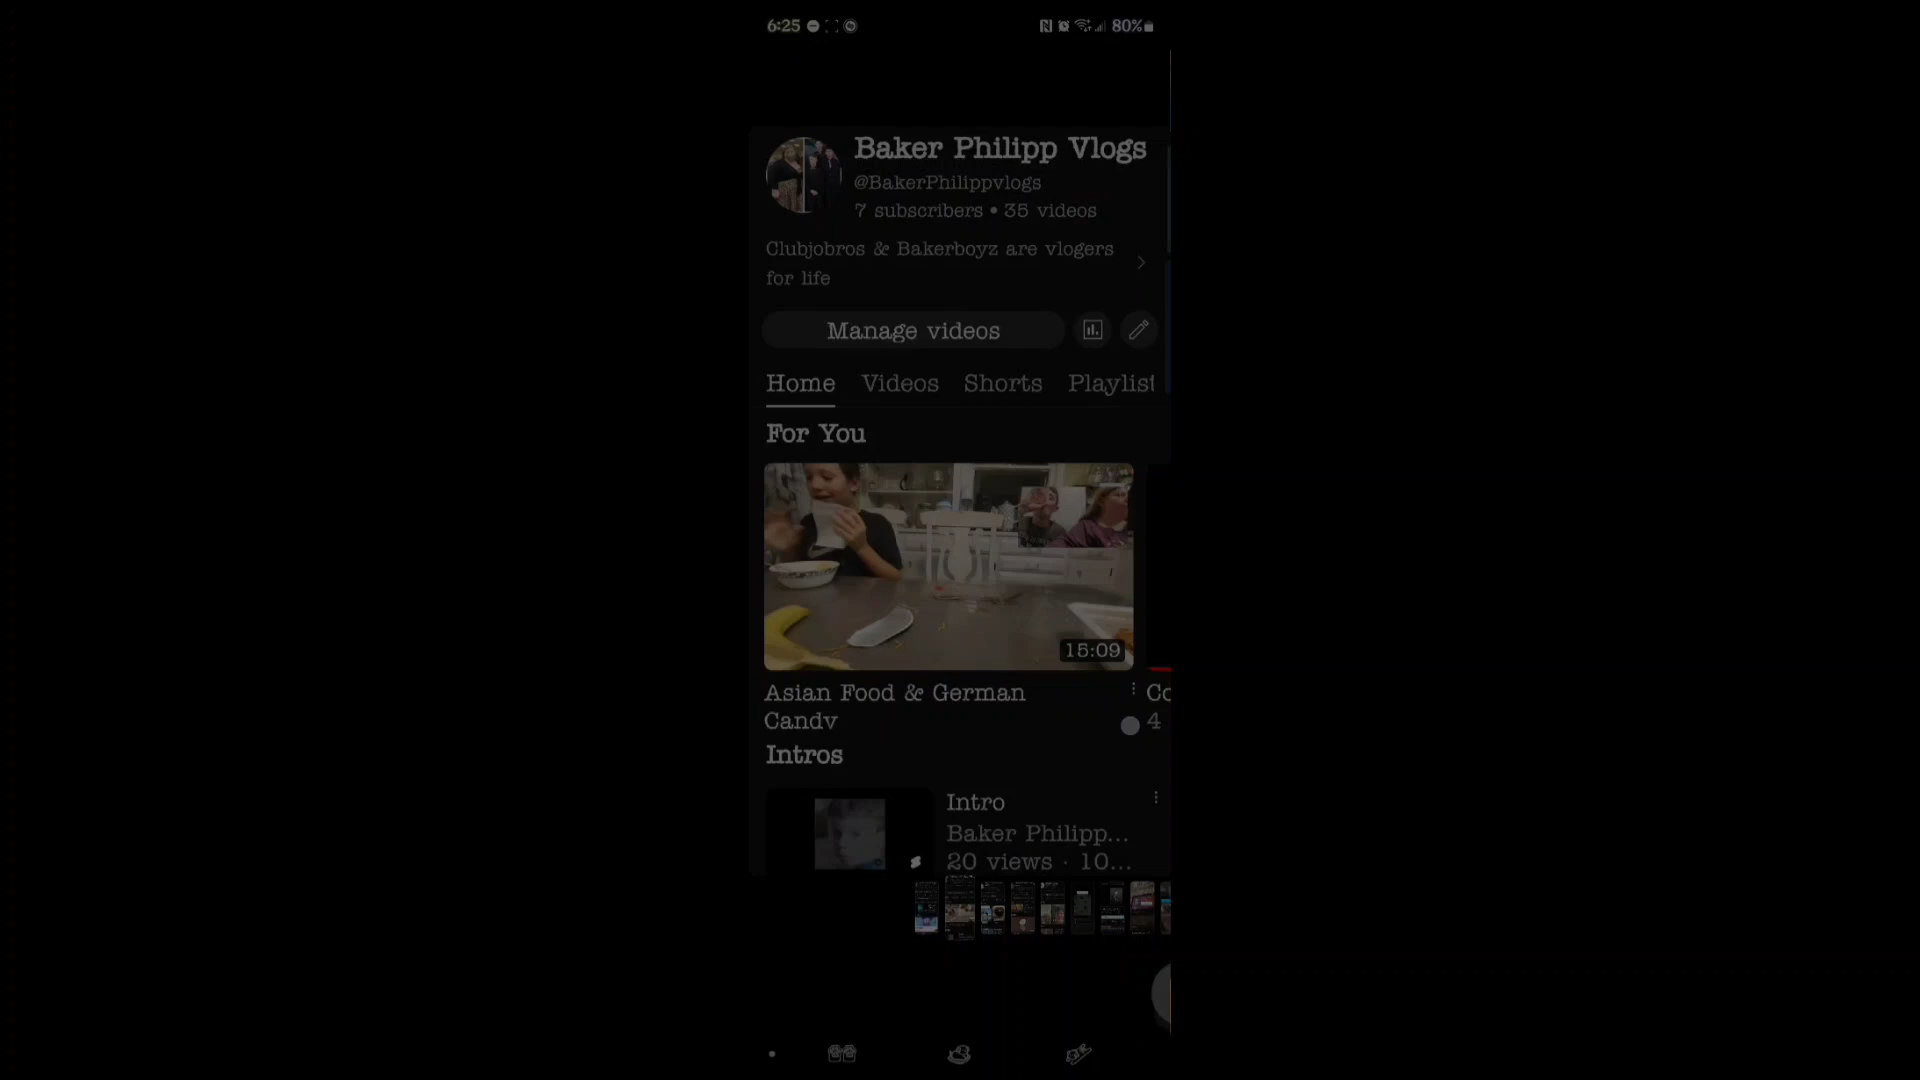 6:25
80%
Baker Philipp Vlogs
@BakerPhilippvlogs
7 subscribers • 35 videos
Clubjobros & Bakerboyz are vlogers
for life
Manage videos
Home Videos Shorts Playlist
For You
15:09
Asian Food & German
Candy
Co
4
Intros
Intro
Baker Philipp...
20 views · 10...